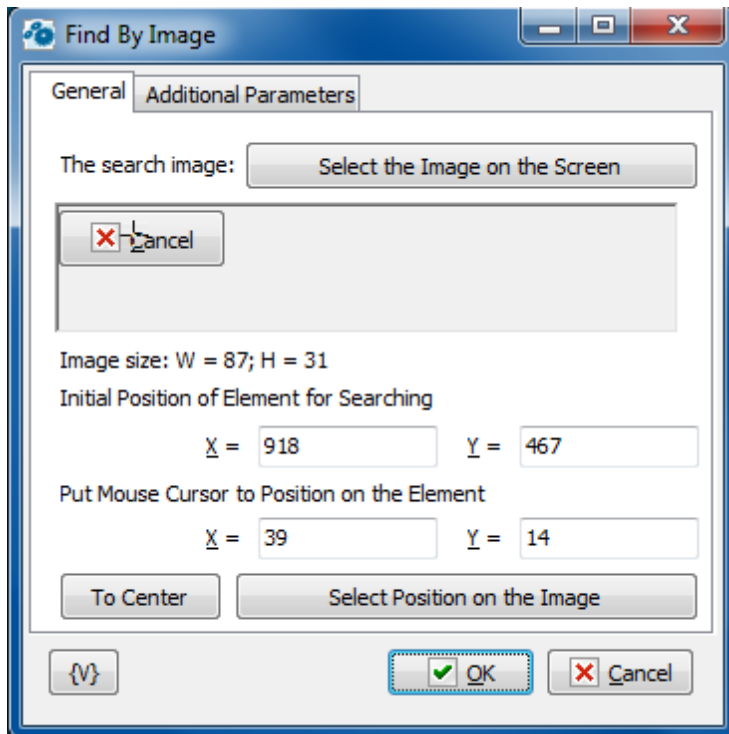 Find By Image
General Additional Parameters
The search image: Select the Image on the Screen
Cancel
Image size: W = 87; H = 31
Initial Position of Element for Searching
X = 918 Y = 467
Put Mouse Cursor to Position on the Element
X = 39 Y = 14
To Center Select Position on the Image
{V} OK Cancel